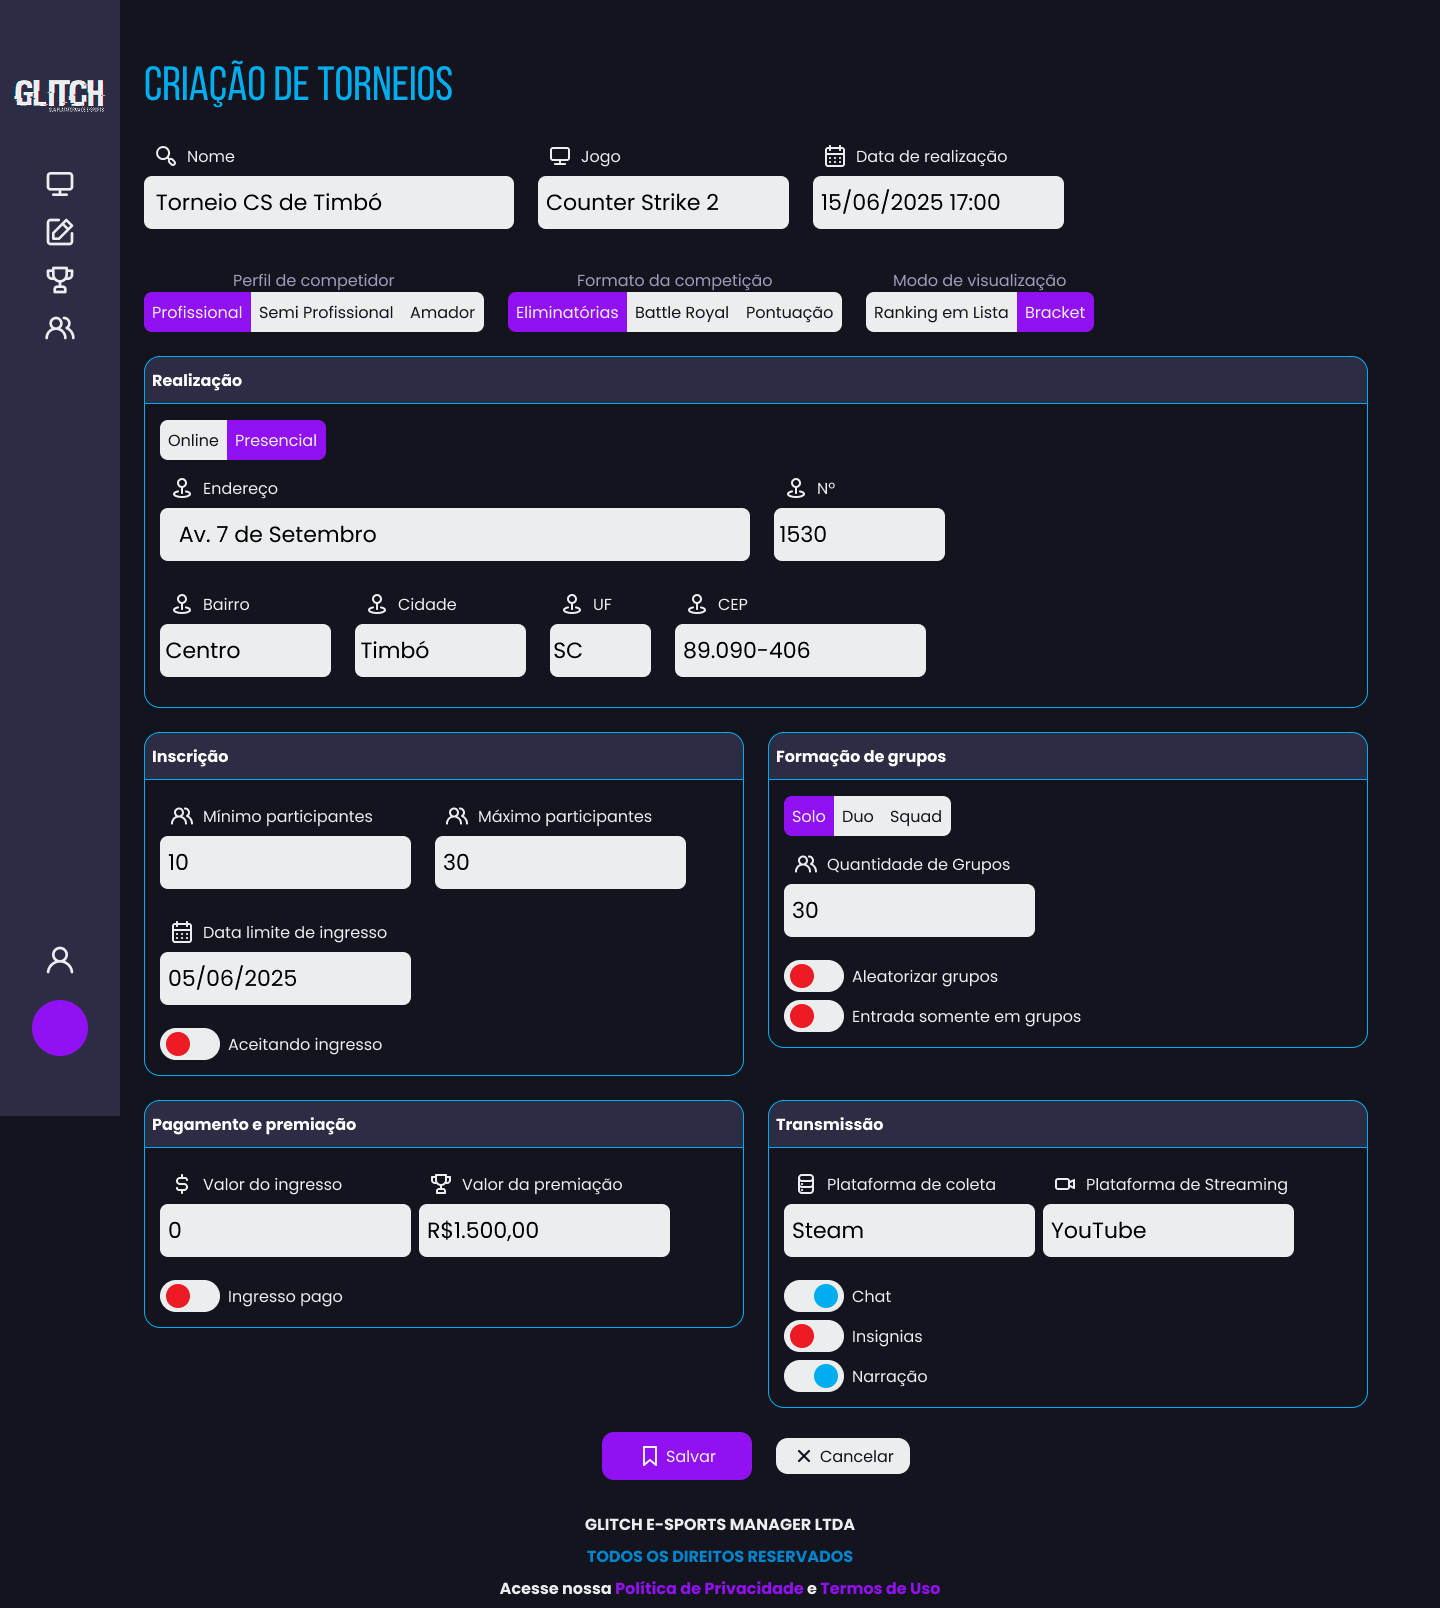 GLITCH
SUA PLATAFORMA DE E-SPORTS
CRIAÇÃO DE TORNEIOS
Nome
Jogo
Data de realização
Torneio CS de Timbó
Counter Strike 2
15/06/2025 17:00
Perfil de competidor
Formato da competição
Modo de visualização
Profissional Semi Profissional Amador
Eliminatórias Battle Royal Pontuação
Ranking em Lista Bracket
Realização
Online Presencial
Endereço
Nº
Av. 7 de Setembro
1530
Bairro
Cidade
UF
CEP
Centro
Timbó
SC
89.090-406
Inscrição
Mínimo participantes
Máximo participantes
10
30
Data limite de ingresso
05/06/2025
Aceitando ingresso
Formação de grupos
Solo Duo Squad
Quantidade de Grupos
30
Aleatorizar grupos
Entrada somente em grupos
Pagamento e premiação
Valor do ingresso
Valor da premiação
0
R$1.500,00
Ingresso pago
Transmissão
Plataforma de coleta
Plataforma de Streaming
Steam
YouTube
Chat
Insignias
Narração
Salvar
Cancelar
GLITCH E-SPORTS MANAGER LTDA
TODOS OS DIREITOS RESERVADOS
Acesse nossa Política de Privacidade e Termos de Uso